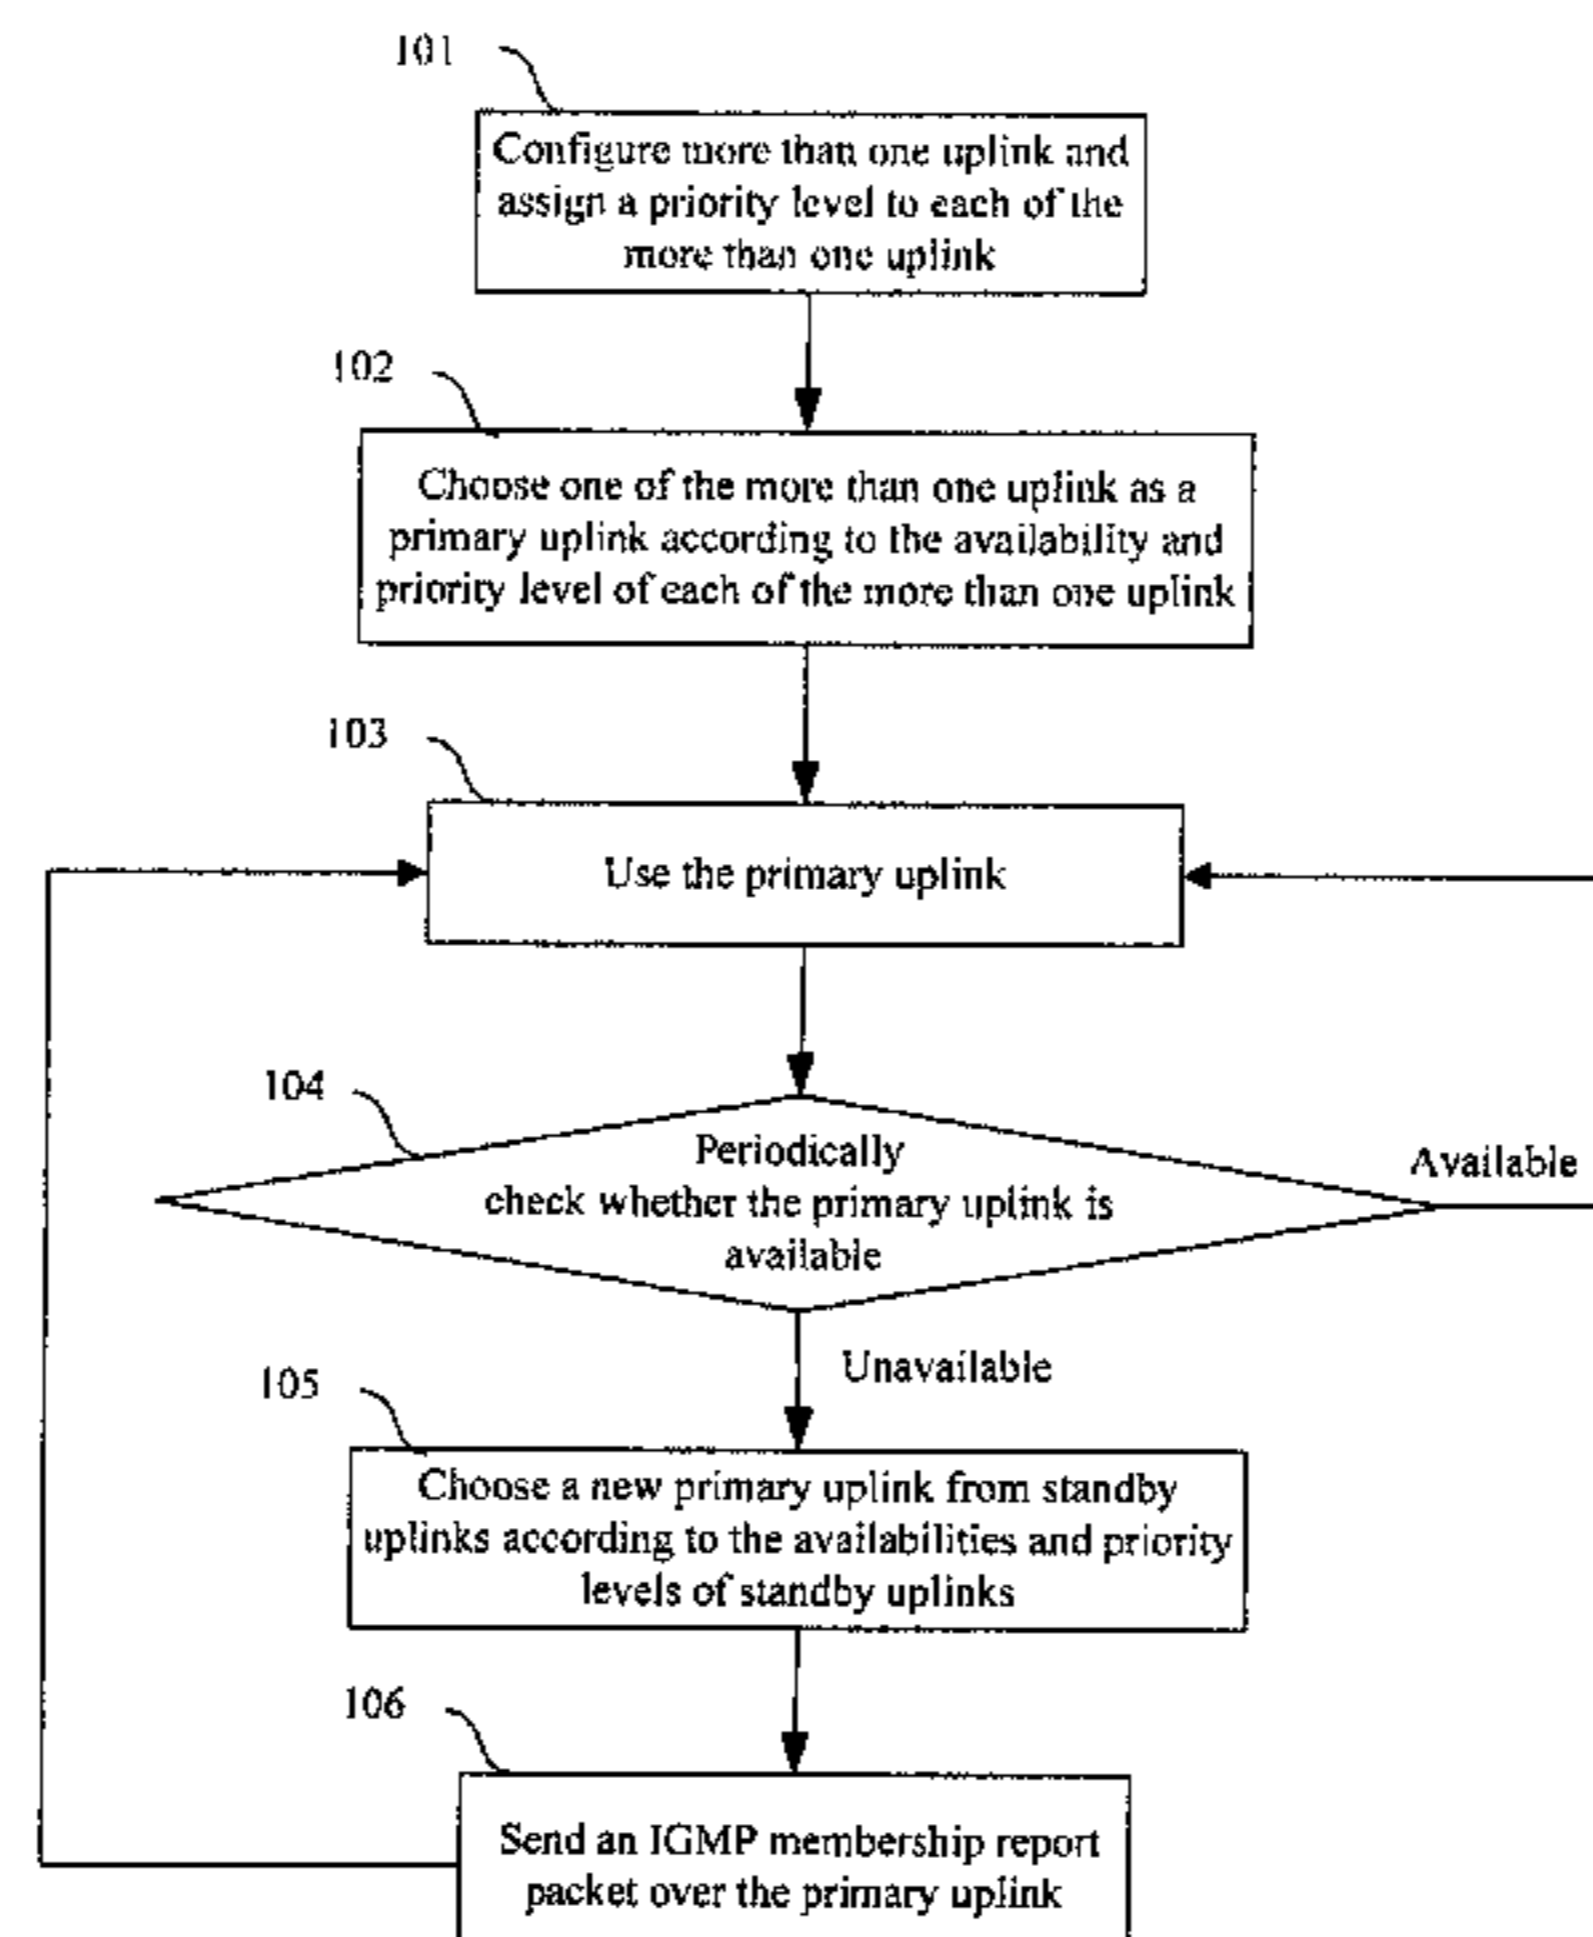 101
Configure more than one uplink and
assign a priority level to each of the
more than one uplink
102
Choose one of the more than one uplink as a
primary uplink according to the availability and
priority level of each of the more than one uplink
103
Use the primary uplink
104
Periodically
check whether the primary uplink is
available
Available
Unavailable
105
Choose a new primary uplink from standby
uplinks according to the availabilities and priority
levels of standby uplinks
106
Send an IGMP membership report
packet over the primary uplink